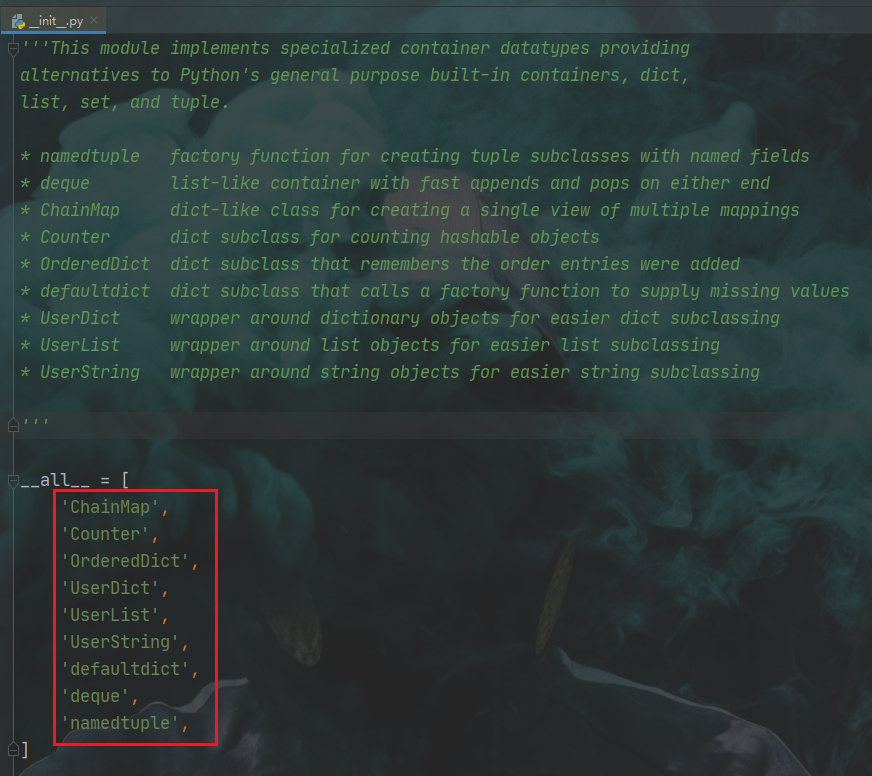 __init__.py
'''This module implements specialized container datatypes providing
alternatives to Python's general purpose built-in containers, dict,
list, set, and tuple.
* namedtuple   factory function for creating tuple subclasses with named fields
* deque        list-like container with fast appends and pops on either end
* ChainMap     dict-like class for creating a single view of multiple mappings
* Counter      dict subclass for counting hashable objects
* OrderedDict  dict subclass that remembers the order entries were added
* defaultdict  dict subclass that calls a factory function to supply missing values
* UserDict     wrapper around dictionary objects for easier dict subclassing
* UserList     wrapper around list objects for easier list subclassing
* UserString   wrapper around string objects for easier string subclassing
'''
__all__ = [
    'ChainMap',
    'Counter',
    'OrderedDict',
    'UserDict',
    'UserList',
    'UserString',
    'defaultdict',
    'deque',
    'namedtuple',
]